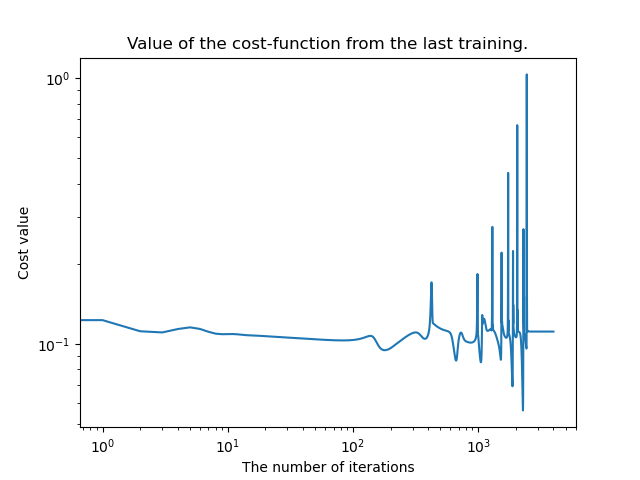 Value of the cost-function from the last training.
10⁰
10⁻¹
Cost value
10⁰ 10¹ 10² 10³
The number of iterations